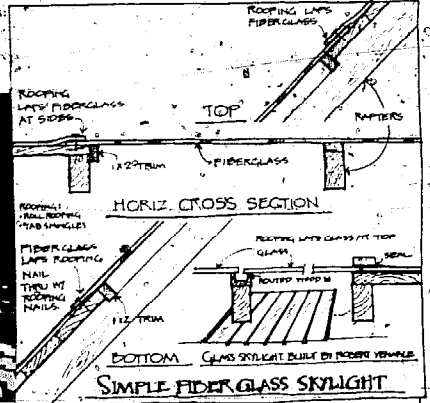 ROOFING LAPS
FIBERGLASS
ROOFING
LAPS FIBERGLASS
AT SIDES
TOP
RAFTERS
1X2 TRIM
FIBERGLASS
HORIZ. CROSS SECTION
ROOFING:
ROLL ROOFING
TAB SHINGLES
FIBERGLASS
LAPS ROOFING
NAIL
THRU W/
ROOFING
NAILS.
1X2 TRIM
ROOFING LAPS GLASS AT TOP
GLASS
SEAL
ROUTED WOOD
BOTTOM
GLASS SKYLIGHT BUILT BY ROBERT
SIMPLE FIBERGLASS SKYLIGHT